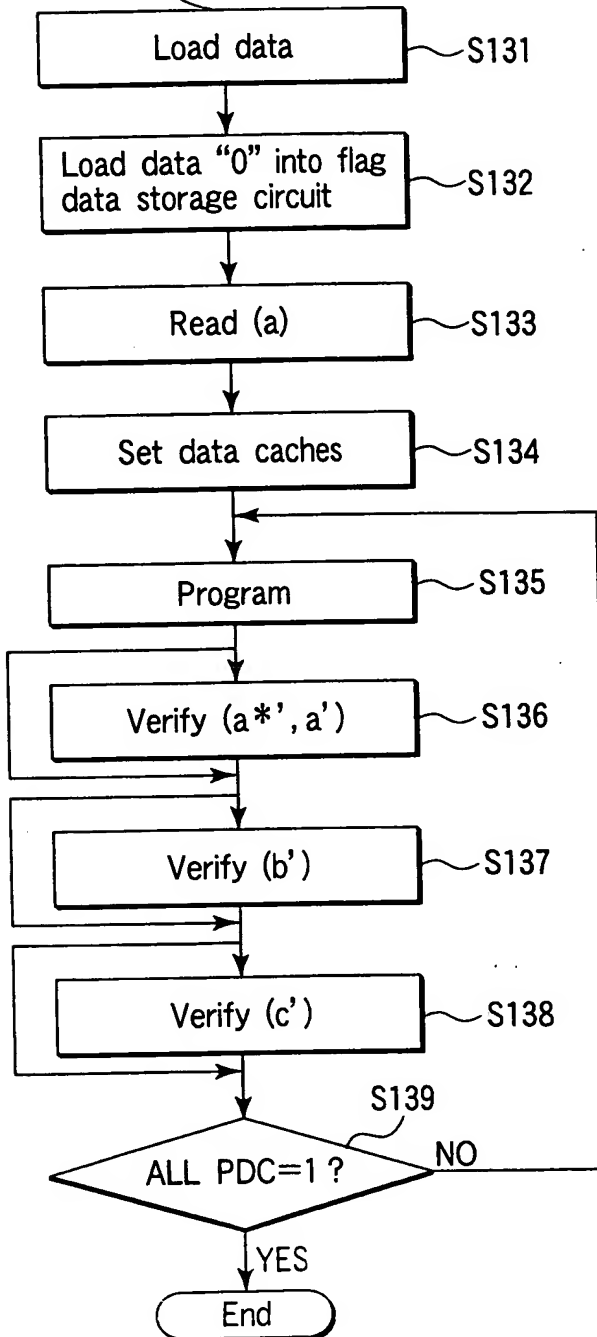 Load data
S131
Load data “0” into flag
data storage circuit
S132
Read (a)
S133
Set data caches
S134
Program
S135
Verify (a*’, a’)
S136
Verify (b’)
S137
Verify (c’)
S138
S139
ALL PDC=1 ?
NO
YES
End